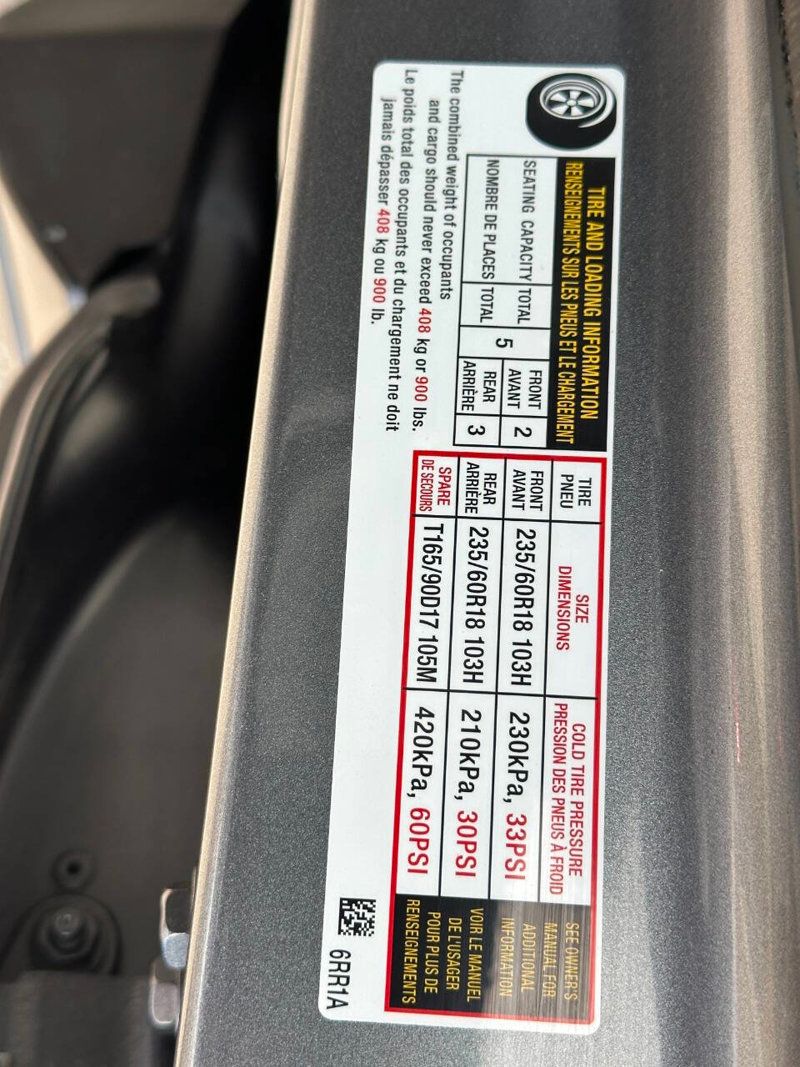 TIRE AND LOADING INFORMATION
RENSEIGNEMENTS SUR LES PNEUS ET LE CHARGEMENT
SEATING CAPACITY TOTAL
NOMBRE DE PLACES TOTAL
5
FRONT
AVANT
2
REAR
ARRIÈRE
3
The combined weight of occupants
and cargo should never exceed 408 kg or 900 lbs.
Le poids total des occupants et du chargement ne doit
jamais dépasser 408 kg ou 900 lb.
TIRE
PNEU
SIZE
DIMENSIONS
COLD TIRE PRESSURE
PRESSION DES PNEUS À FROID
FRONT
AVANT
235/60R18 103H
230kPa, 33PSI
REAR
ARRIÈRE
235/60R18 103H
210kPa, 30PSI
SPARE
DE SECOURS
T165/90D17 105M
420kPa, 60PSI
SEE OWNER'S
MANUAL FOR
ADDITIONAL
INFORMATION
VOIR LE MANUEL
DE L'USAGER
POUR PLUS DE
RENSEIGNEMENTS
6RR1A